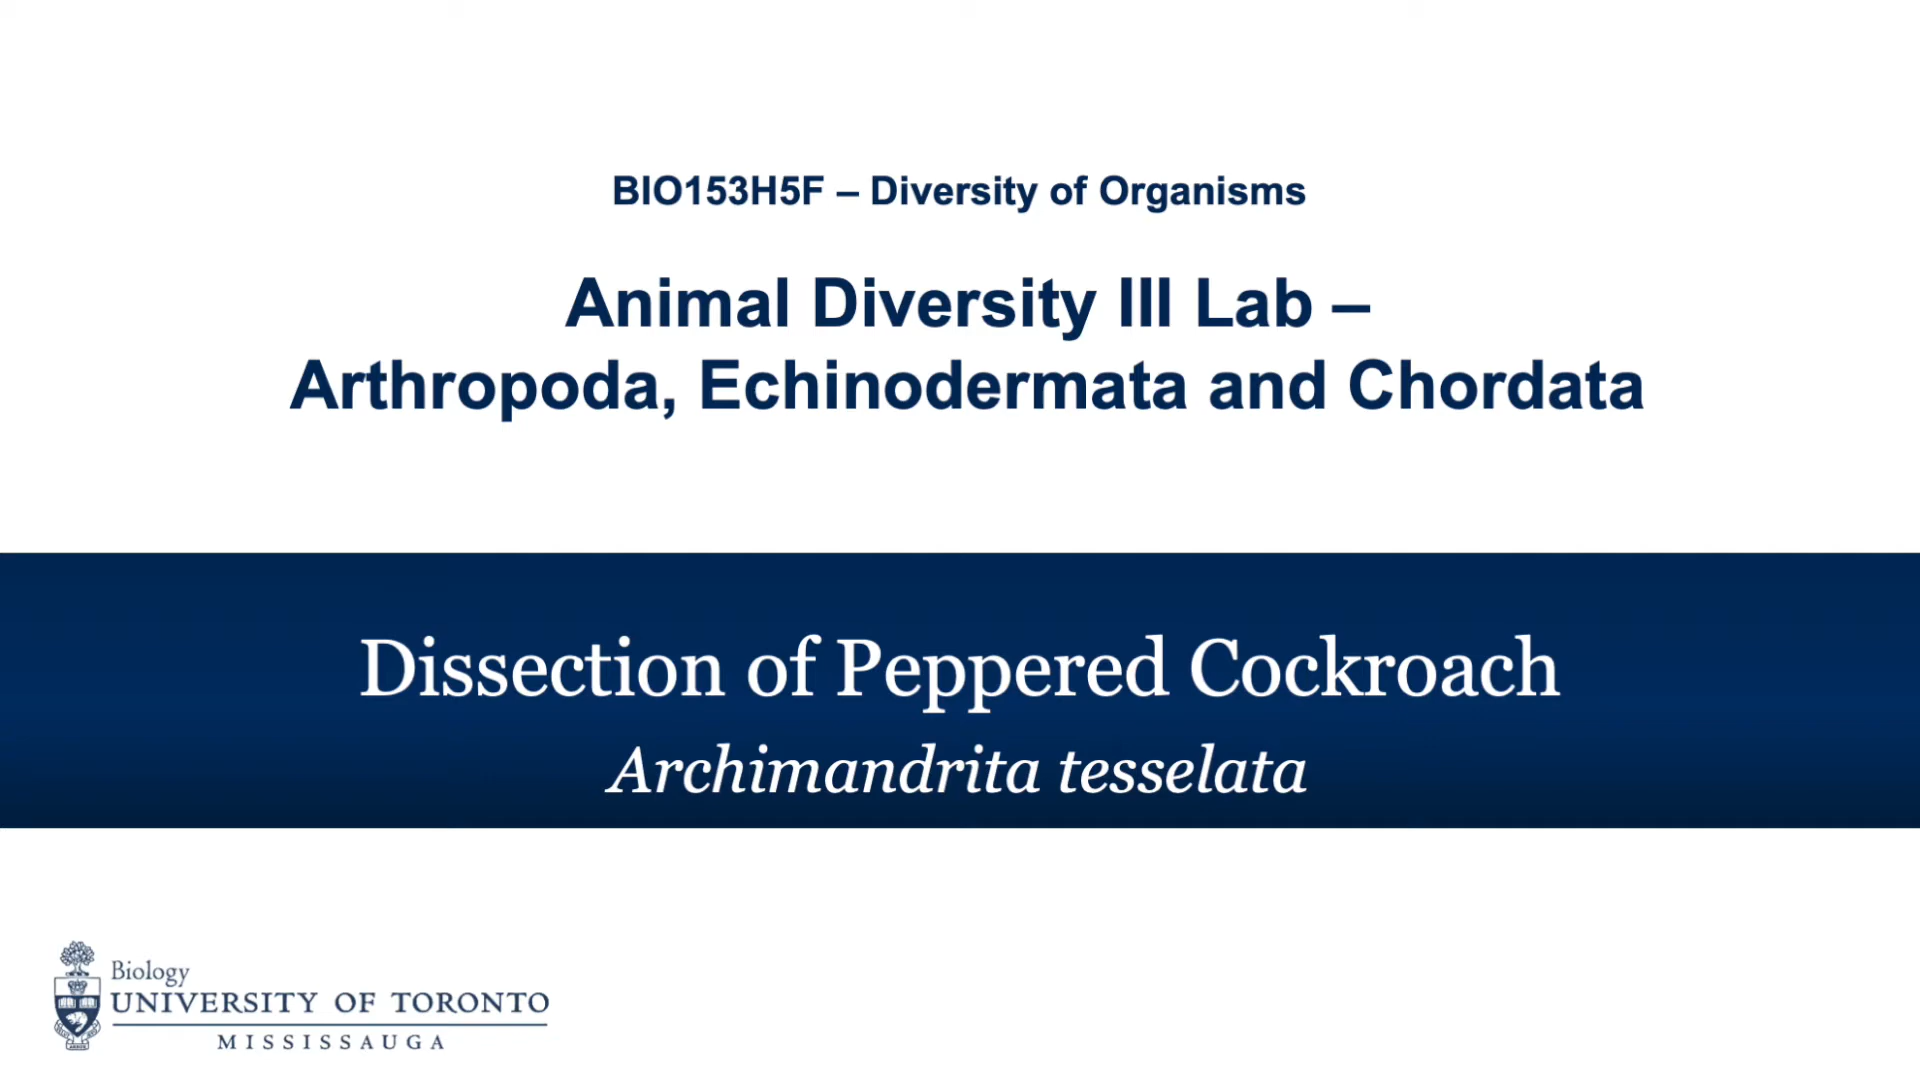 BIO153H5F – Diversity of Organisms
Animal Diversity III Lab –
Arthropoda, Echinodermata and Chordata
Dissection of Peppered Cockroach
Archimandrita tesselata
Biology
UNIVERSITY OF TORONTO
MISSISSAUGA